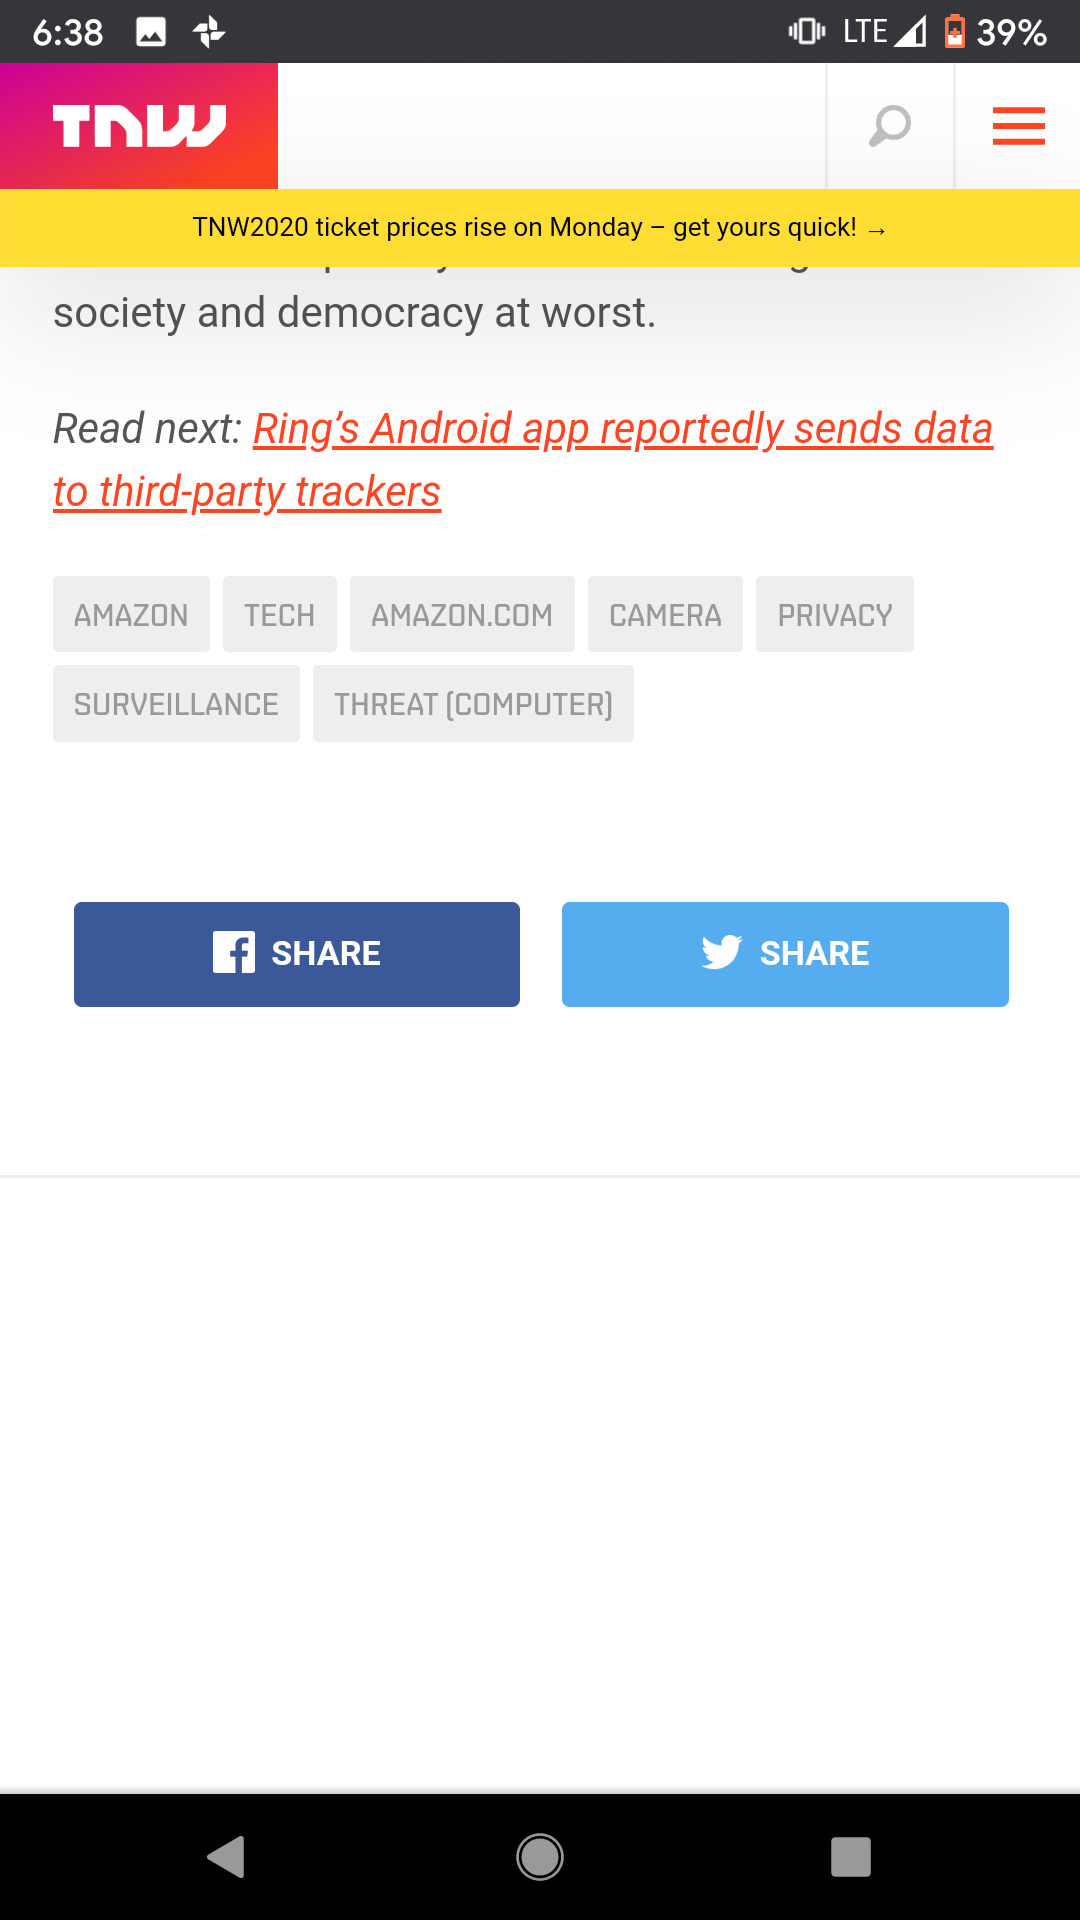 6:38 LTE 39%
TNW
TNW2020 ticket prices rise on Monday – get yours quick! →
society and democracy at worst.
Read next: Ring’s Android app reportedly sends data
to third-party trackers
AMAZON TECH AMAZON.COM CAMERA PRIVACY
SURVEILLANCE THREAT (COMPUTER)
SHARE SHARE